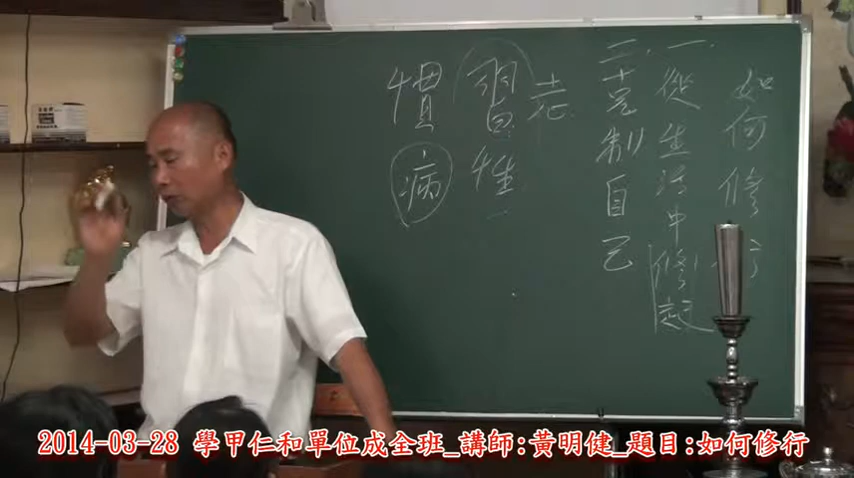 如何修行
一.從生活中修起
二.克制自己
老
習性
慣病
2014-03-28 學甲仁和單位成全班_講師:黃明健_題目:如何修行